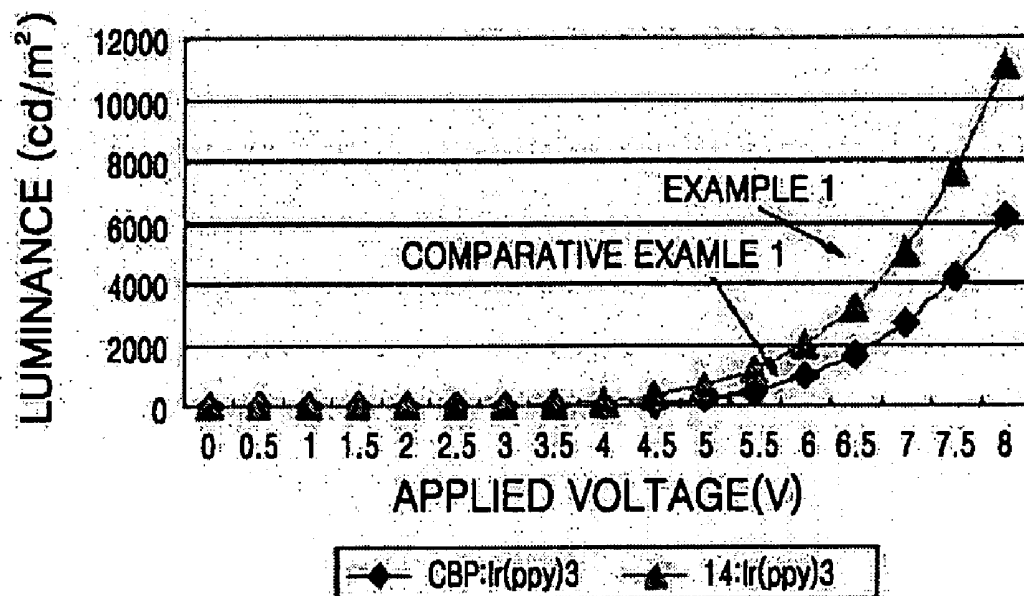 LUMINANCE (cd/m²)
12000
10000
8000
6000
4000
2000
0
EXAMPLE 1
COMPARATIVE EXAMLE 1
0 0.5 1 1.5 2 2.5 3 3.5 4 4.5 5 5.5 6 6.5 7 7.5 8
APPLIED VOLTAGE(V)
CBP:Ir(ppy)3 14:Ir(ppy)3